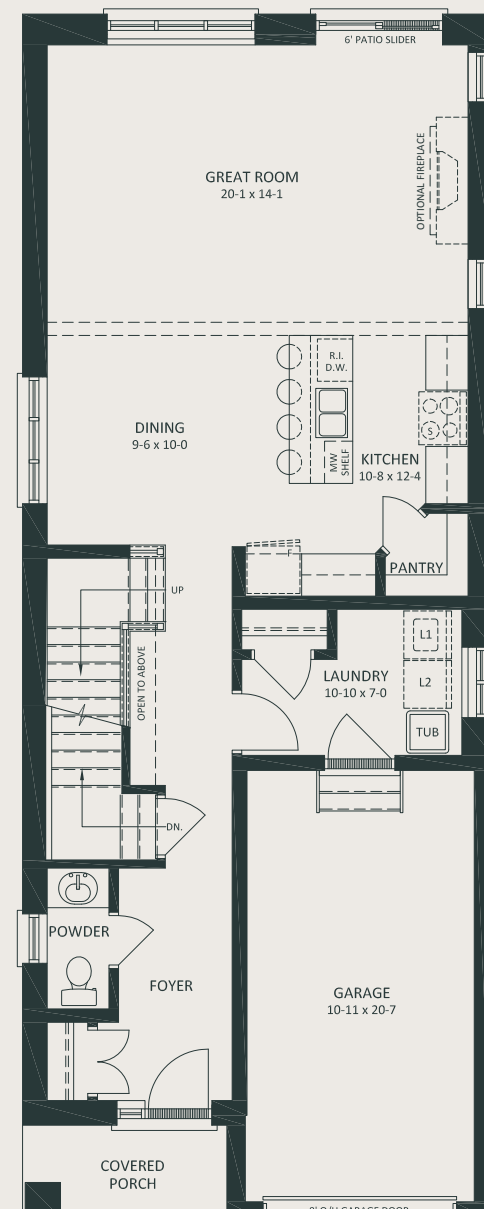 6' PATIO SLIDER
GREAT ROOM
20-1 x 14-1
OPTIONAL FIREPLACE
R.I.
D.W.
DINING
9-6 x 10-0
S
MW
SHELF
KITCHEN
10-8 x 12-4
F
PANTRY
UP
OPEN TO ABOVE
L1
LAUNDRY
10-10 x 7-0
L2
TUB
DN.
POWDER
FOYER
GARAGE
10-11 x 20-7
COVERED
PORCH
GARAGE DOOR